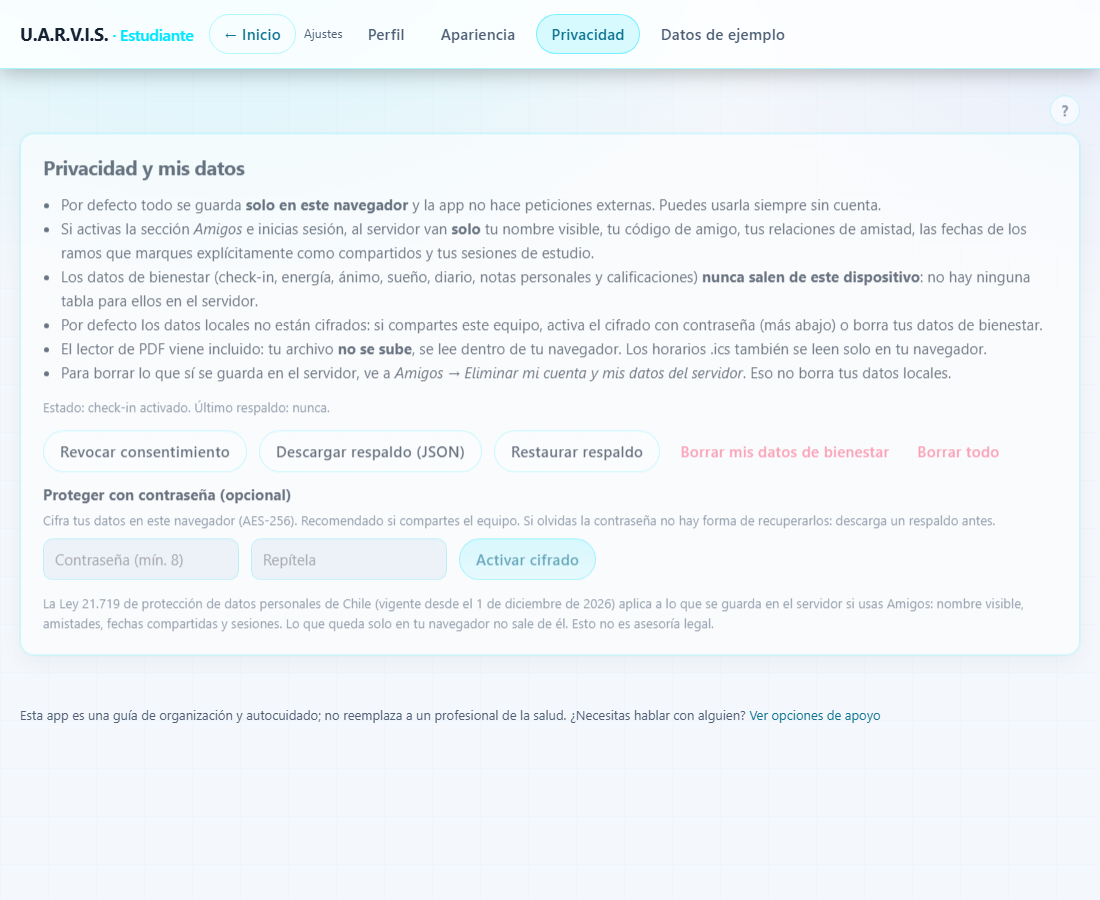 U.A.R.V.I.S. · Estudiante ← Inicio Ajustes Perfil Apariencia Privacidad Datos de ejemplo
?
Privacidad y mis datos
• Por defecto todo se guarda solo en este navegador y la app no hace peticiones externas. Puedes usarla siempre sin cuenta.
• Si activas la sección Amigos e inicias sesión, al servidor van solo tu nombre visible, tu código de amigo, tus relaciones de amistad, las fechas de los
ramos que marques explícitamente como compartidos y tus sesiones de estudio.
• Los datos de bienestar (check-in, energía, ánimo, sueño, diario, notas personales y calificaciones) nunca salen de este dispositivo: no hay ninguna
tabla para ellos en el servidor.
• Por defecto los datos locales no están cifrados: si compartes este equipo, activa el cifrado con contraseña (más abajo) o borra tus datos de bienestar.
• El lector de PDF viene incluido: tu archivo no se sube, se lee dentro de tu navegador. Los horarios .ics también se leen solo en tu navegador.
• Para borrar lo que sí se guarda en el servidor, ve a Amigos → Eliminar mi cuenta y mis datos del servidor. Eso no borra tus datos locales.
Estado: check-in activado. Último respaldo: nunca.
Revocar consentimiento Descargar respaldo (JSON) Restaurar respaldo Borrar mis datos de bienestar Borrar todo
Proteger con contraseña (opcional)
Cifra tus datos en este navegador (AES-256). Recomendado si compartes el equipo. Si olvidas la contraseña no hay forma de recuperarlos: descarga un respaldo antes.
Contraseña (mín. 8) Repítela Activar cifrado
La Ley 21.719 de protección de datos personales de Chile (vigente desde el 1 de diciembre de 2026) aplica a lo que se guarda en el servidor si usas Amigos: nombre visible,
amistades, fechas compartidas y sesiones. Lo que queda solo en tu navegador no sale de él. Esto no es asesoría legal.
Esta app es una guía de organización y autocuidado; no reemplaza a un profesional de la salud. ¿Necesitas hablar con alguien? Ver opciones de apoyo